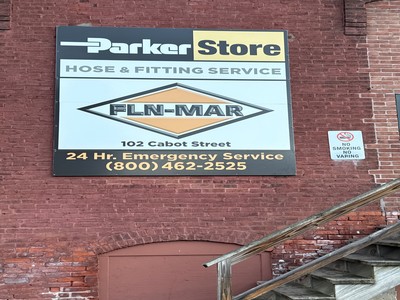 Parker Store
HOSE & FITTING SERVICE
FLN-MAR
102 Cabot Street
24 Hr. Emergency Service
(800) 462-2525
NO
SMOKING
NO
VAPING